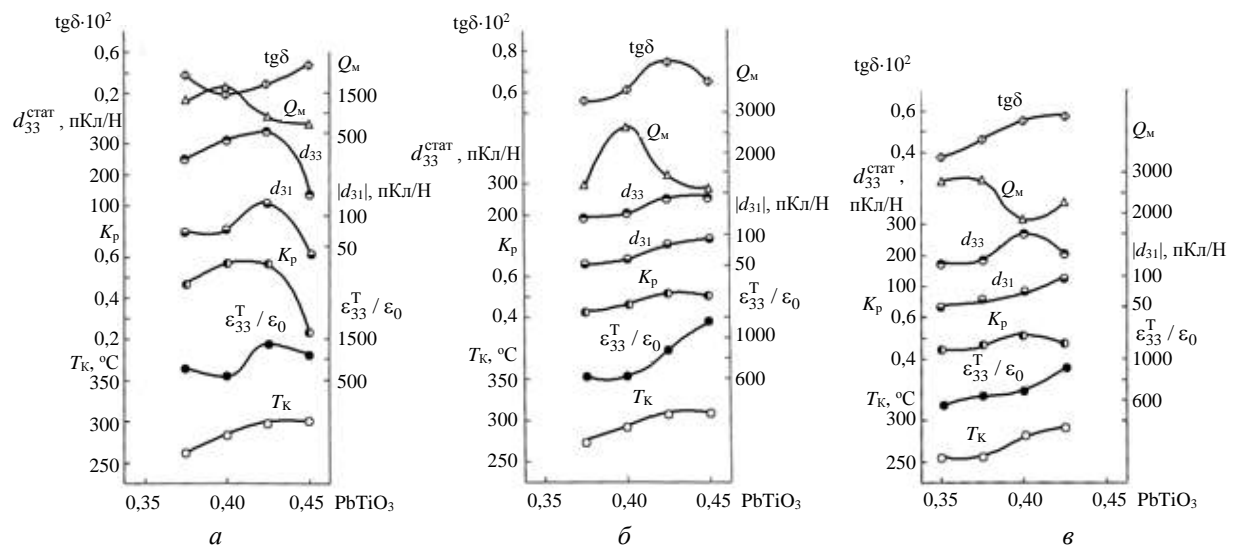 tgδ·10²
0,6
tgδ
Qм
0,2
1500
Qм
d₃₃ᶜᵗᵃᵗ , пКл/Н
500
300
d₃₃
200
d₃₁
|d₃₁|, пКл/Н
100
100
Kр
50
0,6
Kр
0,4
ε₃₃ᵀ / ε₀
ε₃₃ᵀ / ε₀
0,2
1500
Tк, °С
350
500
Tк
300
250
0,35
0,40
0,45
PbTiO₃
а
tgδ·10²
0,8
tgδ
Qм
0,6
3000
Qм
d₃₃ᶜᵗᵃᵗ , пКл/Н
2000
300
d₃₃
200
|d₃₁|, пКл/Н
Kр
d₃₁
100
50
0,6
Kр
ε₃₃ᵀ / ε₀
0,4
ε₃₃ᵀ / ε₀
1000
Tк, °С
350
600
Tк
300
250
0,35
0,40
0,45
PbTiO₃
б
tgδ·10²
0,6
tgδ
Qм
0,4
d₃₃ᶜᵗᵃᵗ ,
3000
пКл/Н
Qм
2000
300
d₃₃
200
|d₃₁|, пКл/Н
100
d₃₁
100
Kр
50
0,6
Kр
ε₃₃ᵀ / ε₀
0,4
1000
ε₃₃ᵀ / ε₀
Tк, °С
600
300
Tк
250
0,35
0,40
0,45
PbTiO₃
в